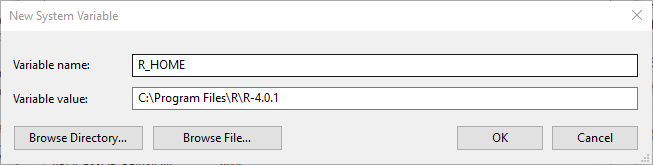 New System Variable
Variable name: R_HOME
Variable value: C:\Program Files\R\R-4.0.1
Browse Directory... Browse File... OK Cancel